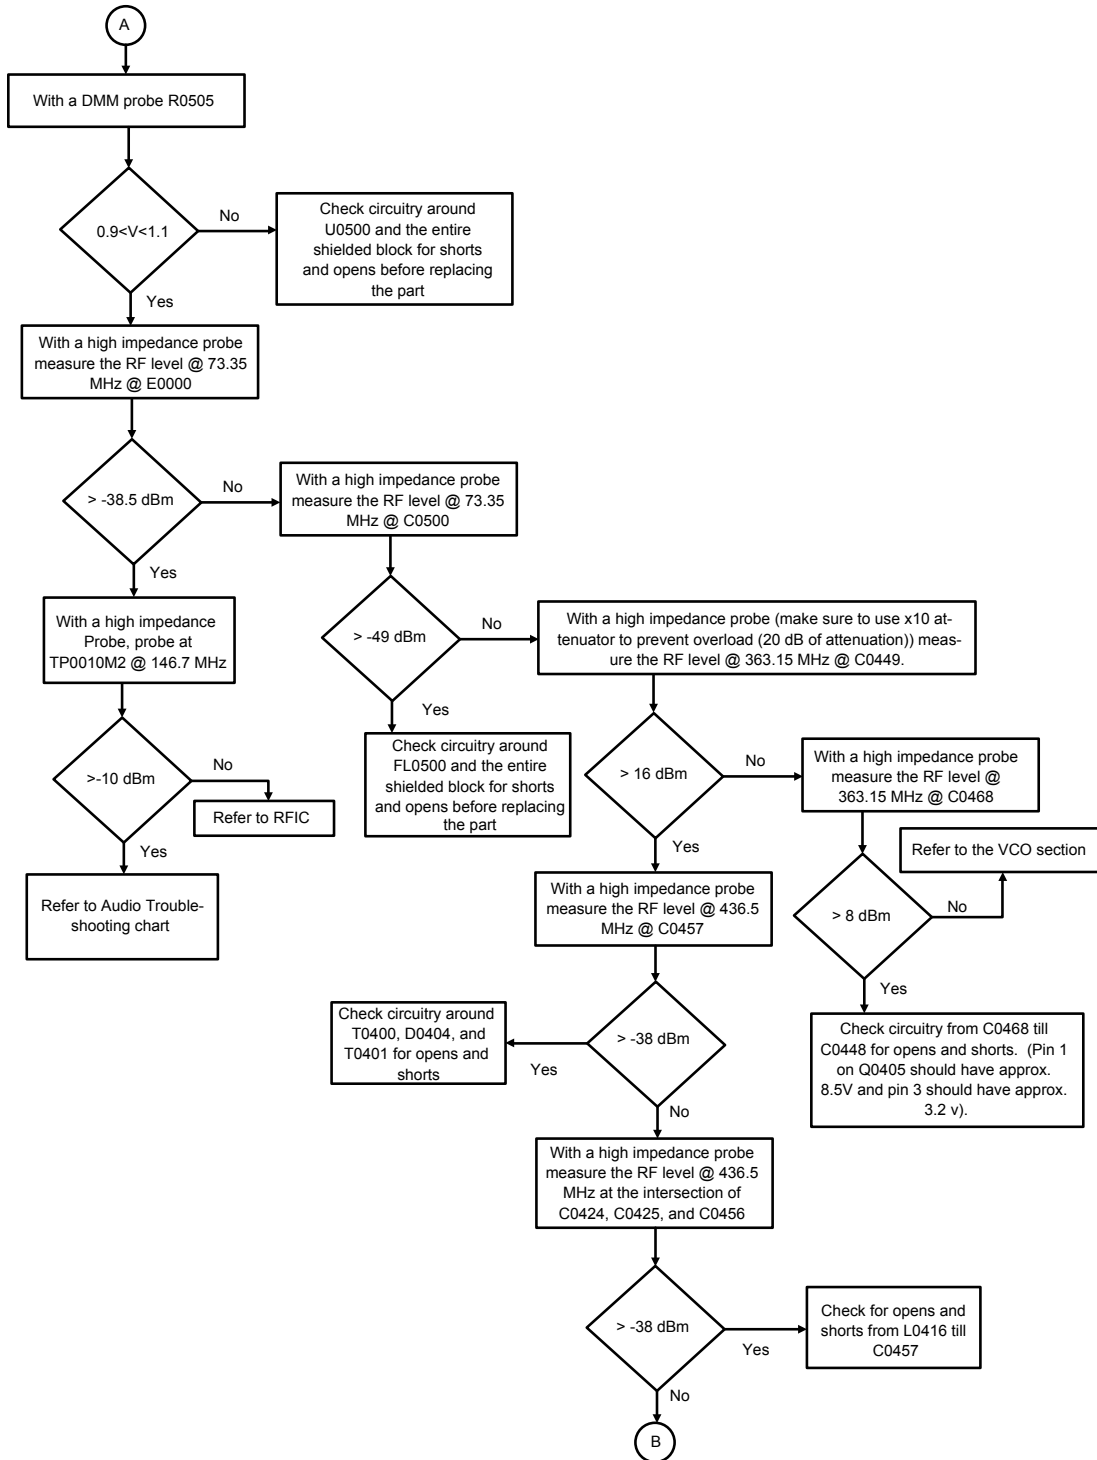 A
With a DMM probe R0505
0.9<V<1.1
No
Check circuitry around
U0500 and the entire
shielded block for shorts
and opens before replacing
the part
Yes
With a high impedance probe
measure the RF level @ 73.35
MHz @ E0000
> -38.5 dBm
No
With a high impedance probe
measure the RF level @ 73.35
MHz @ C0500
Yes
With a high impedance
Probe, probe at
TP0010M2 @ 146.7 MHz
> -49 dBm
No
With a high impedance probe (make sure to use x10 at-
tenuator to prevent overload (20 dB of attenuation)) meas-
ure the RF level @ 363.15 MHz @ C0449.
Yes
Check circuitry around
FL0500 and the entire
shielded block for shorts
and opens before replacing
the part
>-10 dBm
No
Refer to RFIC
Yes
Refer to Audio Trouble-
shooting chart
> 16 dBm
No
With a high impedance probe
measure the RF level @
363.15 MHz @ C0468
Yes
With a high impedance probe
measure the RF level @ 436.5
MHz @ C0457
Refer to the VCO section
> 8 dBm
No
Yes
Check circuitry from C0468 till
C0448 for opens and shorts.  (Pin 1
on Q0405 should have approx.
8.5V and pin 3 should have approx.
3.2 v).
> -38 dBm
Yes
Check circuitry around
T0400, D0404, and
T0401 for opens and
shorts
No
With a high impedance probe
measure the RF level @ 436.5
MHz at the intersection of
C0424, C0425, and C0456
> -38 dBm
Yes
Check for opens and
shorts from L0416 till
C0457
No
B